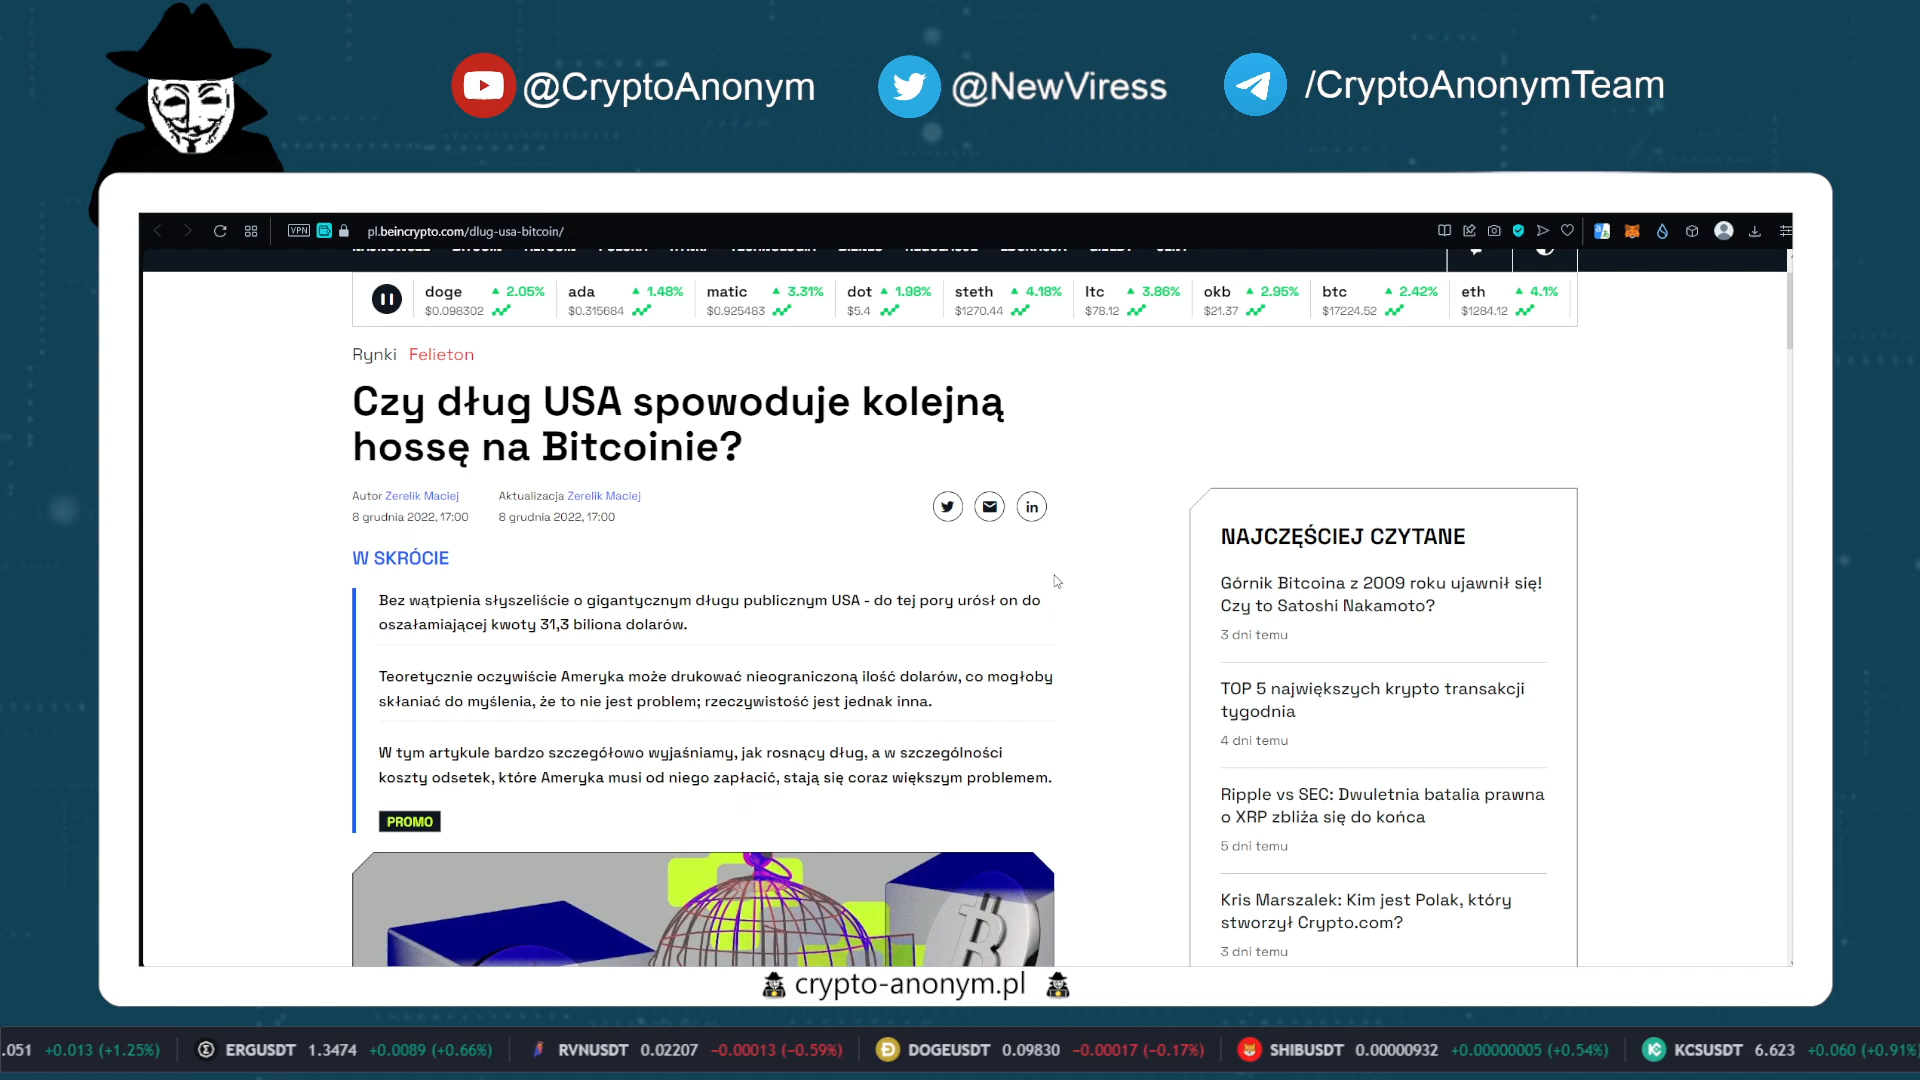 @CryptoAnonym @NewViress /CryptoAnonymTeam
VPN pl.beincrypto.com/dlug-usa-bitcoin/
doge 2.05% ada 1.48% matic 3.31% dot 1.98% steth 4.18% ltc 3.86% okb 2.95% btc 2.42% eth 4.1%
$0.098302 $0.315684 $0.925483 $5.4 $1270.44 $78.12 $21.37 $17224.52 $1284.12
Rynki Felieton
Czy dług USA spowoduje kolejną
hossę na Bitcoinie?
Autor Zerelik Maciej Aktualizacja Zerelik Maciej
8 grudnia 2022, 17:00 8 grudnia 2022, 17:00
W SKRÓCIE
Bez wątpienia słyszeliście o gigantycznym długu publicznym USA - do tej pory urósł on do
oszałamiającej kwoty 31,3 biliona dolarów.
Teoretycznie oczywiście Ameryka może drukować nieograniczoną ilość dolarów, co mogłoby
skłaniać do myślenia, że to nie jest problem; rzeczywistość jest jednak inna.
W tym artykule bardzo szczegółowo wyjaśniamy, jak rosnący dług, a w szczególności
koszty odsetek, które Ameryka musi od niego zapłacić, stają się coraz większym problemem.
PROMO
NAJCZĘŚCIEJ CZYTANE
Górnik Bitcoina z 2009 roku ujawnił się!
Czy to Satoshi Nakamoto?
3 dni temu
TOP 5 największych krypto transakcji
tygodnia
4 dni temu
Ripple vs SEC: Dwuletnia batalia prawna
o XRP zbliża się do końca
5 dni temu
Kris Marszalek: Kim jest Polak, który
stworzył Crypto.com?
3 dni temu
crypto-anonym.pl
.051 +0.013 (+1.25%) ERGUSDT 1.3474 +0.0089 (+0.66%) RVNUSDT 0.02207 −0.00013 (−0.59%) DOGEUSDT 0.09830 −0.00017 (−0.17%) SHIBUSDT 0.00000932 +0.00000005 (+0.54%) KCSUSDT 6.623 +0.060 (+0.91%)